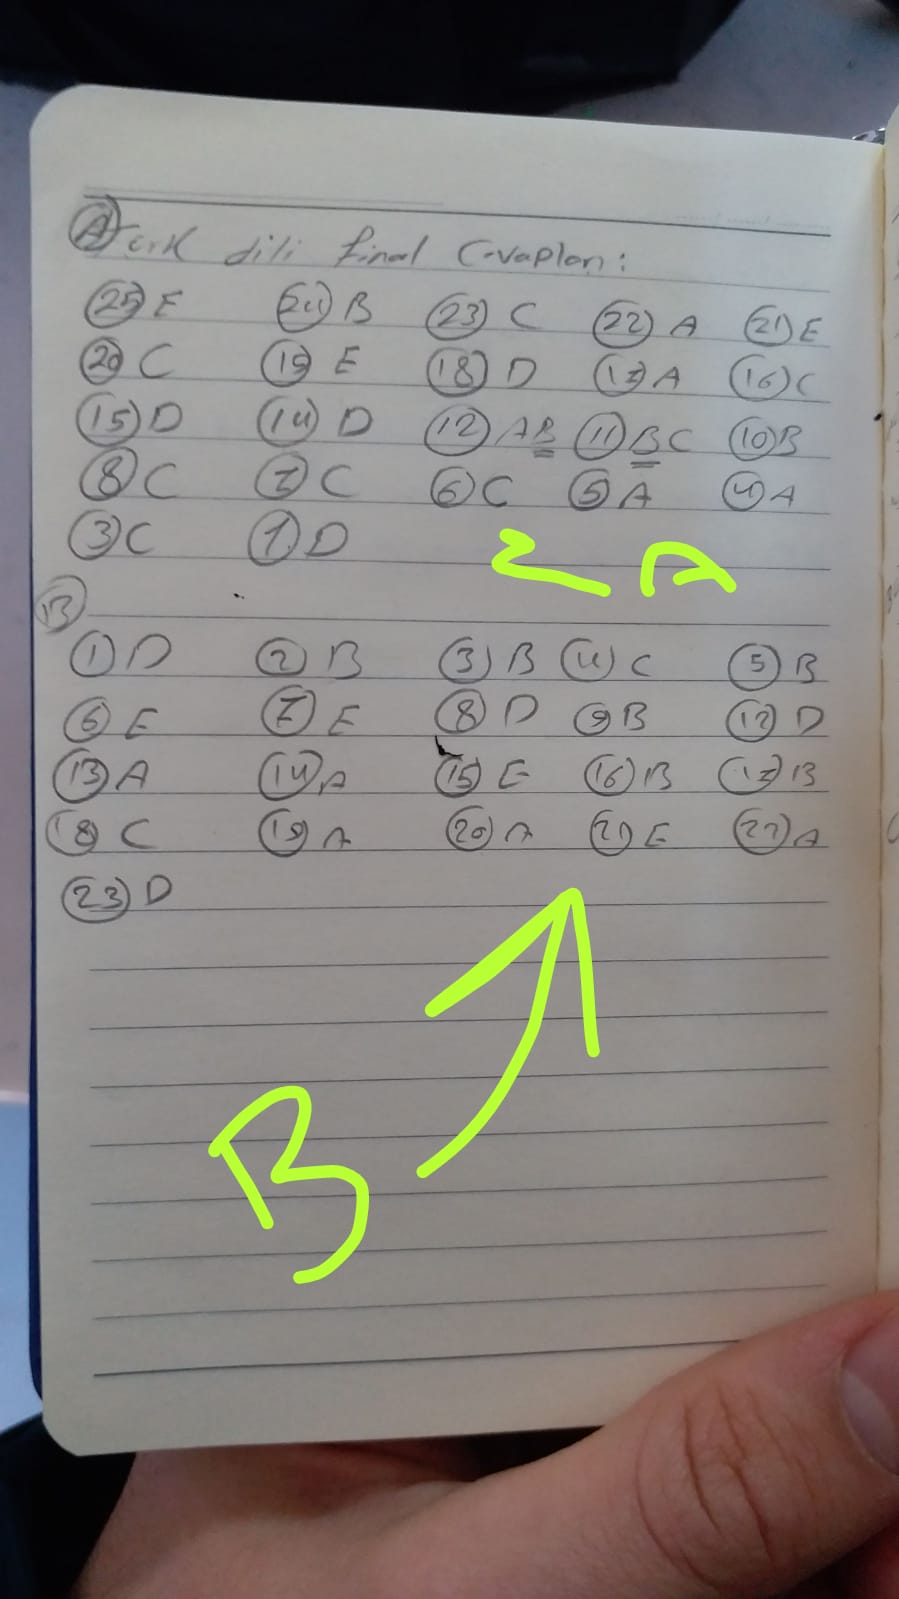 (A) Türk dili final Cevapları:
(25) E (24) B (23) C (22) A (21) E
(20) C (19) E (18) D (17) A (16) C
(15) D (14) D (12) A B (11) B C (10) B
(8) C (7) C (6) C (5) A (4) A
(3) C (1) D
2 A
(B)
(1) D (2) B (3) B (4) C (5) B
(6) E (7) E (8) D (9) B (12) D
(13) A (14) A (15) E (16) B (17) B
(18) C (19) A (20) A (21) E (22) A
(23) D
B